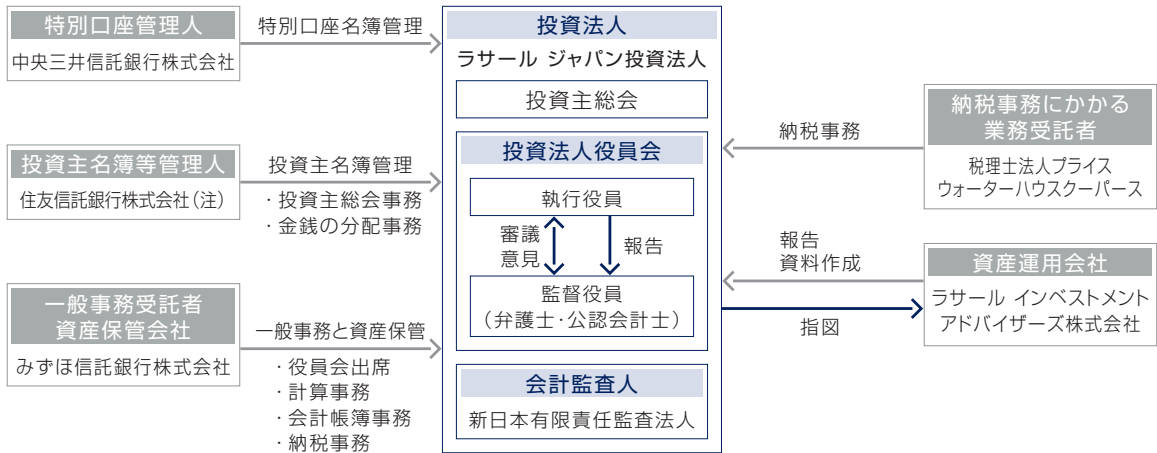 特別口座管理人
中央三井信託銀行株式会社
特別口座名簿管理
投資主名簿等管理人
住友信託銀行株式会社(注)
投資主名簿管理
・投資主総会事務
・金銭の分配事務
一般事務受託者
資産保管会社
みずほ信託銀行株式会社
一般事務と資産保管
・役員会出席
・計算事務
・会計帳簿事務
・納税事務
投資法人
ラサール ジャパン投資法人
投資主総会
投資法人役員会
執行役員
審議
意見
報告
監督役員
(弁護士・公認会計士)
会計監査人
新日本有限責任監査法人
納税事務
納税事務にかかる
業務受託者
税理士法人プライス
ウォーターハウスクーパース
報告
資料作成
指図
資産運用会社
ラサール インベストメント
アドバイザーズ株式会社